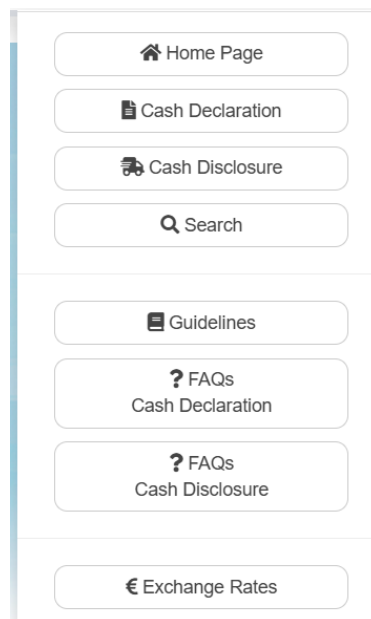 Home Page
Cash Declaration
Cash Disclosure
Search
Guidelines
? FAQs
Cash Declaration
? FAQs
Cash Disclosure
€ Exchange Rates